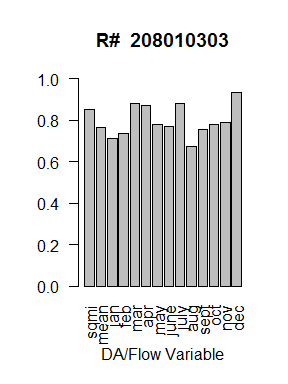 R#  208010303
1.0
0.8
0.6
0.4
0.2
0.0
sqmi
mean
jan
feb
mar
apr
may
june
july
aug
sept
oct
nov
dec
DA/Flow Variable